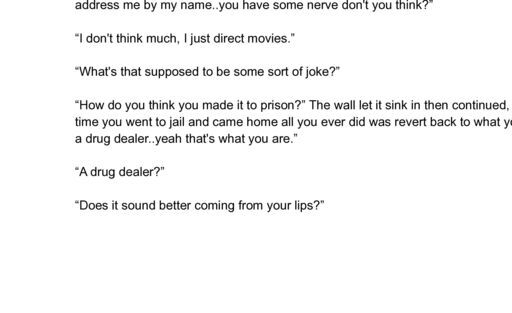 address me by my name..you have some nerve don't you think?”
“I don't think much, I just direct movies.”
“What's that supposed to be some sort of joke?”
“How do you think you made it to prison?” The wall let it sink in then continued,
time you went to jail and came home all you ever did was revert back to what
a drug dealer..yeah that's what you are.”
“A drug dealer?”
“Does it sound better coming from your lips?”